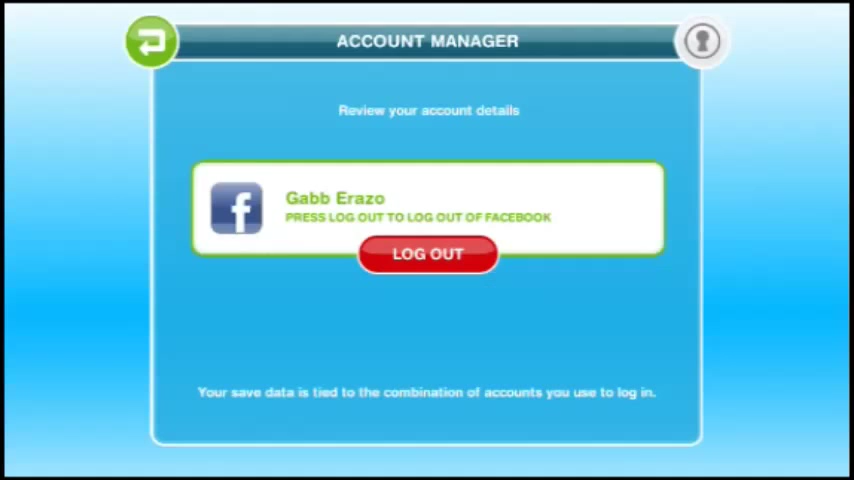 ACCOUNT MANAGER
Review your account details
Gabb Erazo
PRESS LOG OUT TO LOG OUT OF FACEBOOK
LOG OUT
Your save data is tied to the combination of accounts you use to log in.